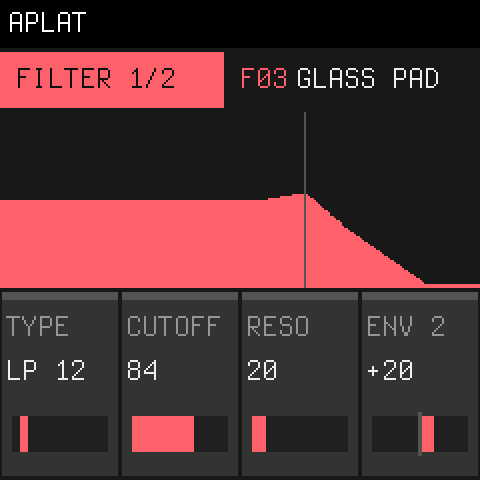 APLAT
FILTER 1/2 F03 GLASS PAD
TYPE CUTOFF RESO ENV 2
LP 12 84 20 +20